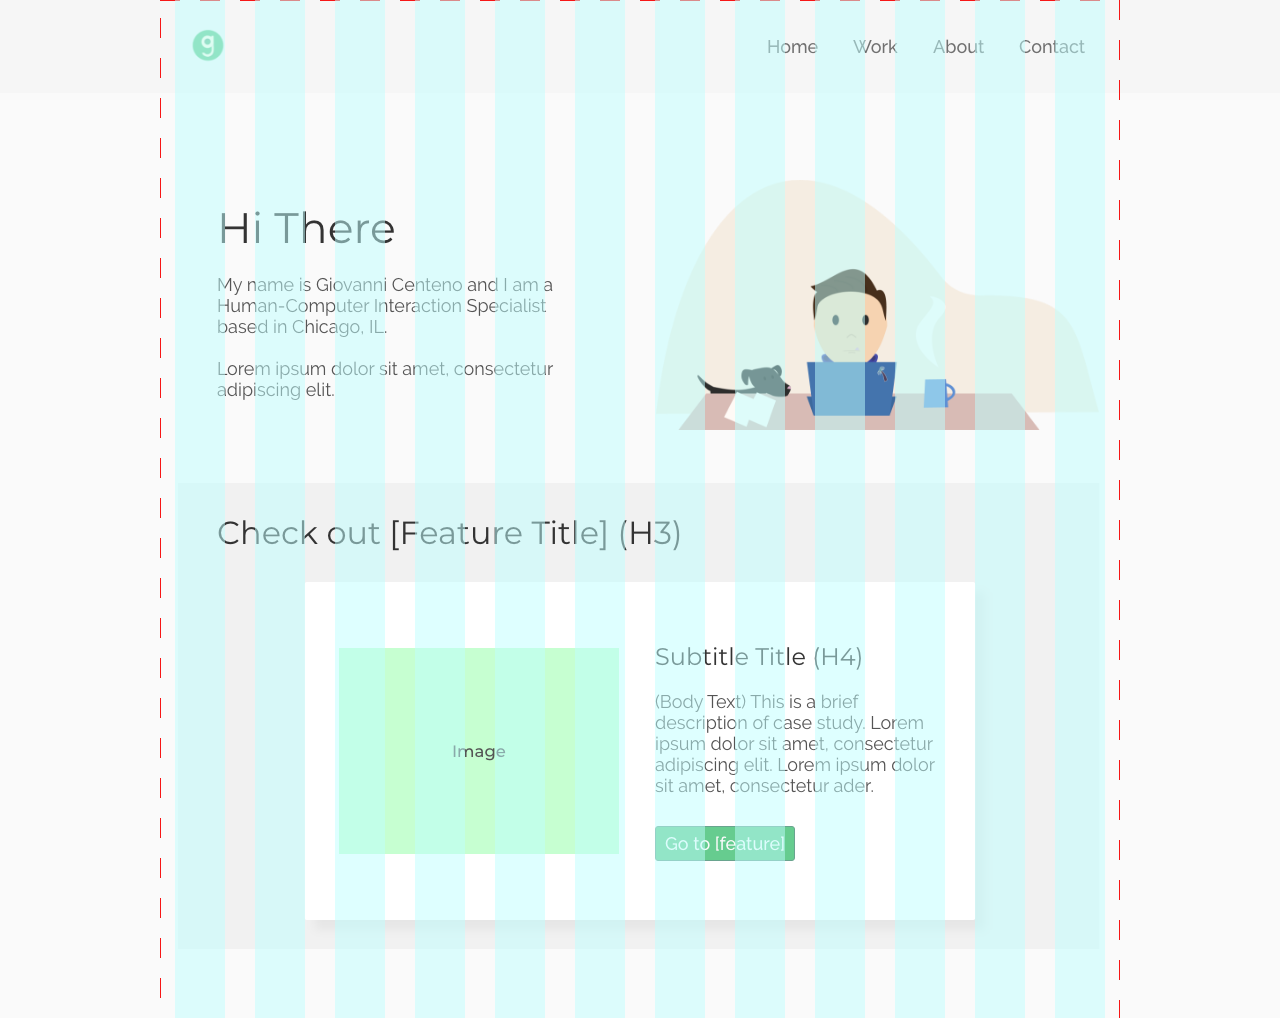 g
Home Work About Contact
Hi There
My name is Giovanni Centeno and I am a
Human-Computer Interaction Specialist
based in Chicago, IL.
Lorem ipsum dolor sit amet, consectetur
adipiscing elit.
Check out [Feature Title] (H3)
Image
Subtitle Title (H4)
(Body Text) This is a brief
description of case study. Lorem
ipsum dolor sit amet, consectetur
adipiscing elit. Lorem ipsum dolor
sit amet, consectetur ader.
Go to [feature]